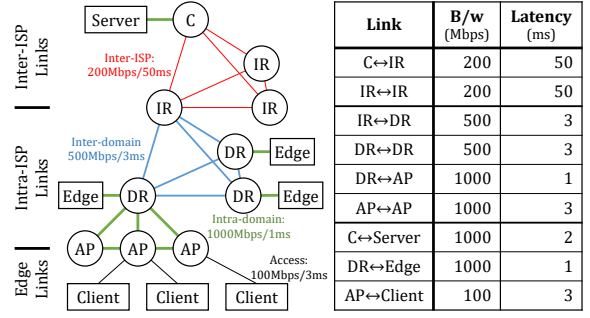 Server
C
Inter-ISP
Links
Inter-ISP:
200Mbps/50ms
IR
IR
IR
Inter-domain
500Mbps/3ms
DR
Edge
Intra-ISP
Links
Edge
DR
DR
Edge
Intra-domain:
1000Mbps/1ms
AP
AP
AP
Access:
100Mbps/3ms
Edge
Links
Client
Client
Client
Link B/w (Mbps) Latency (ms)
C↔IR 200 50
IR↔IR 200 50
IR↔DR 500 3
DR↔DR 500 3
DR↔AP 1000 1
AP↔AP 1000 3
C↔Server 1000 2
DR↔Edge 1000 1
AP↔Client 100 3